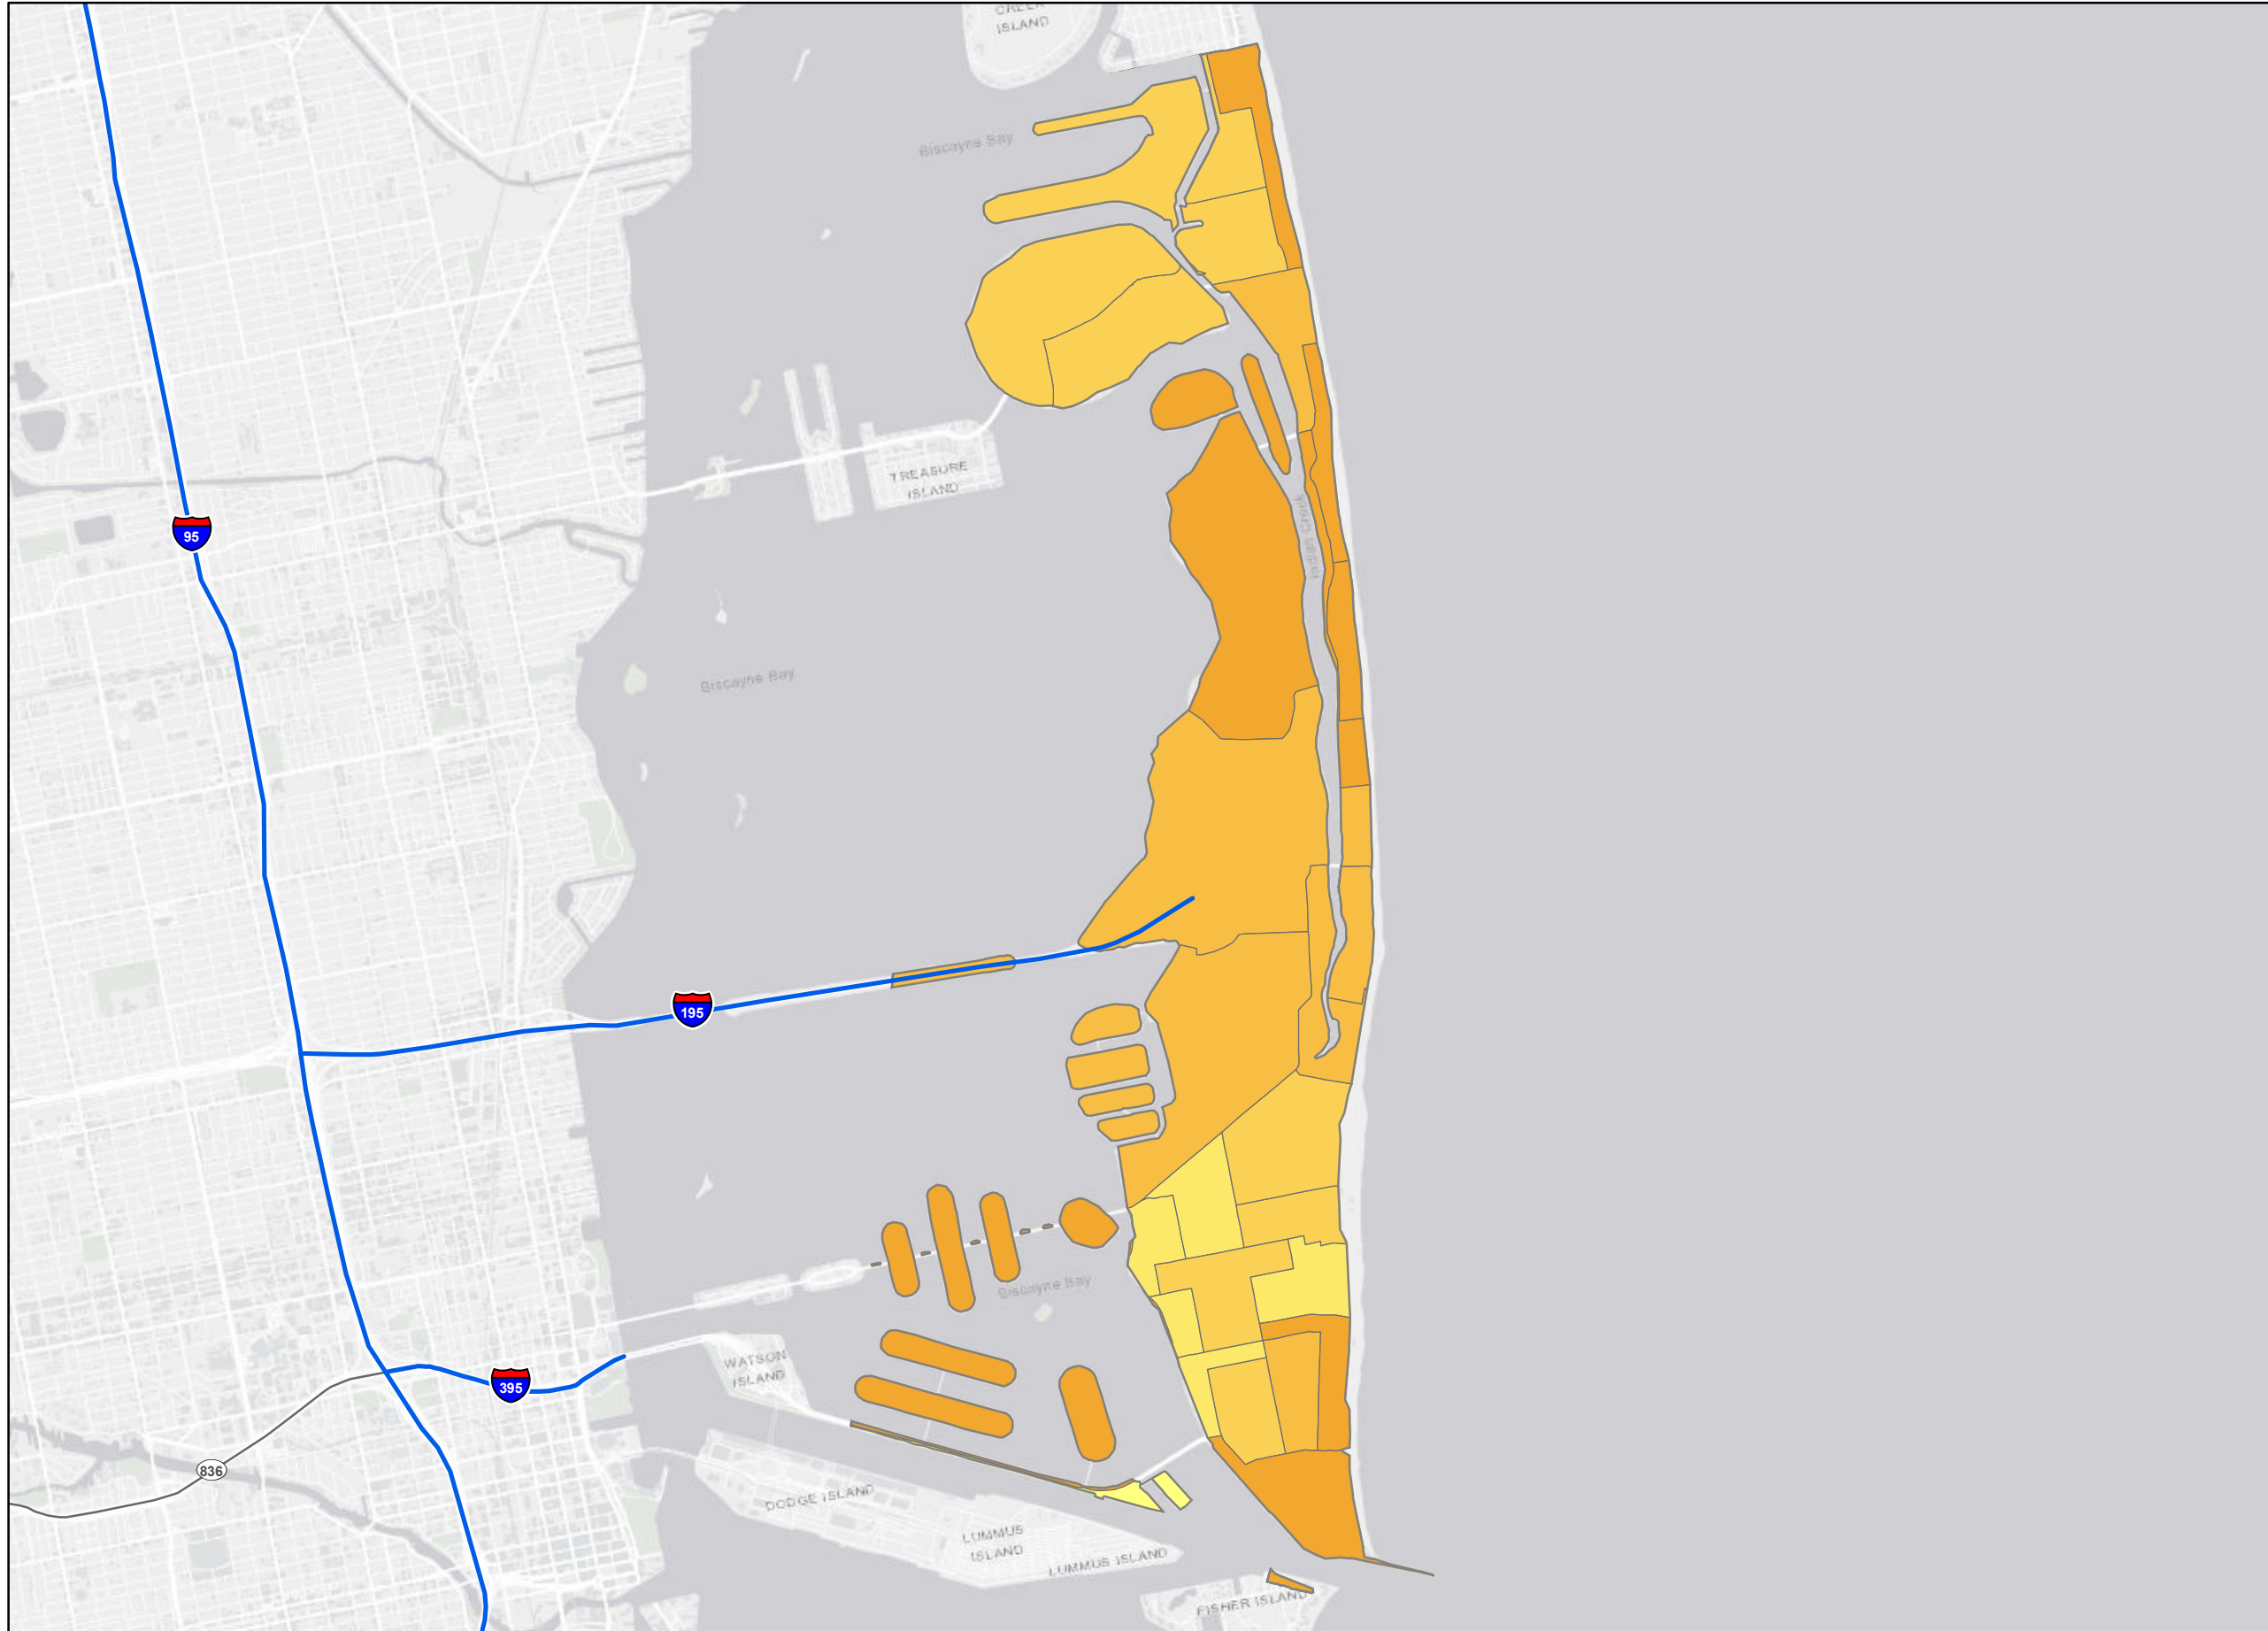 ISLAND
Biscayne Bay
TREASURE
ISLAND
Indian Creek
95
Biscayne Bay
195
Biscayne Bay
WATSON
ISLAND
395
836
DODGE ISLAND
LUMMUS
ISLAND
LUMMUS ISLAND
FISHER ISLAND